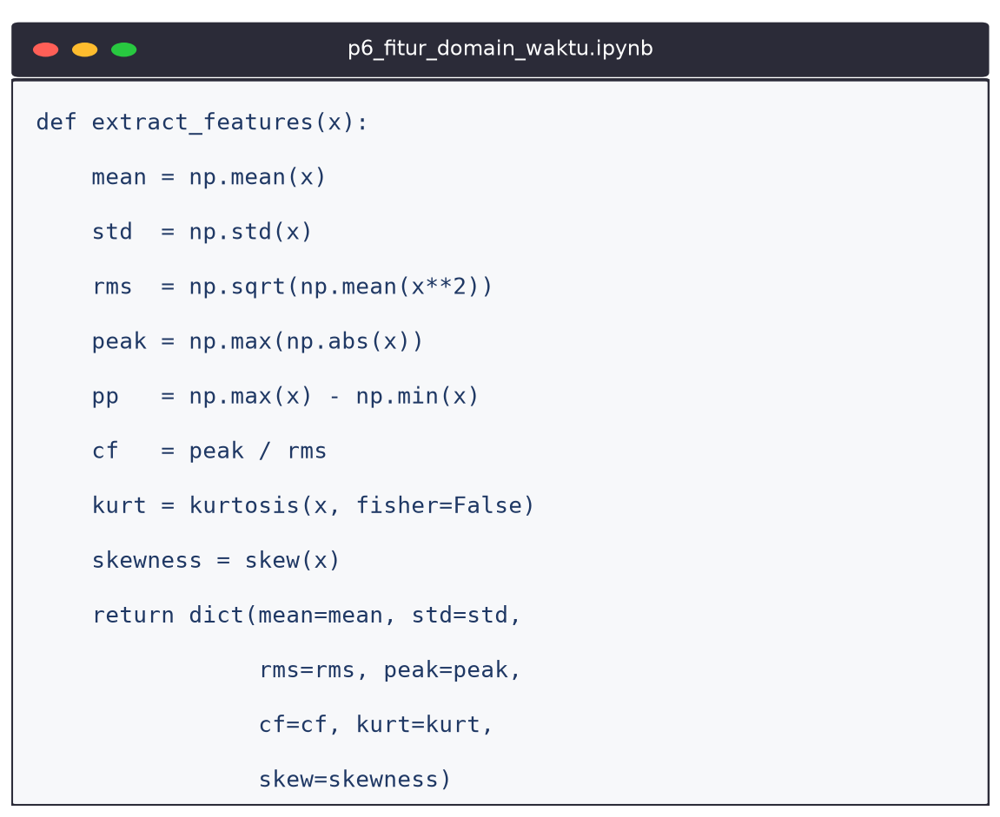 p6_fitur_domain_waktu.ipynb
def extract_features(x):
    mean = np.mean(x)
    std  = np.std(x)
    rms  = np.sqrt(np.mean(x**2))
    peak = np.max(np.abs(x))
    pp   = np.max(x) - np.min(x)
    cf   = peak / rms
    kurt = kurtosis(x, fisher=False)
    skewness = skew(x)
    return dict(mean=mean, std=std,
                rms=rms, peak=peak,
                cf=cf, kurt=kurt,
                skew=skewness)